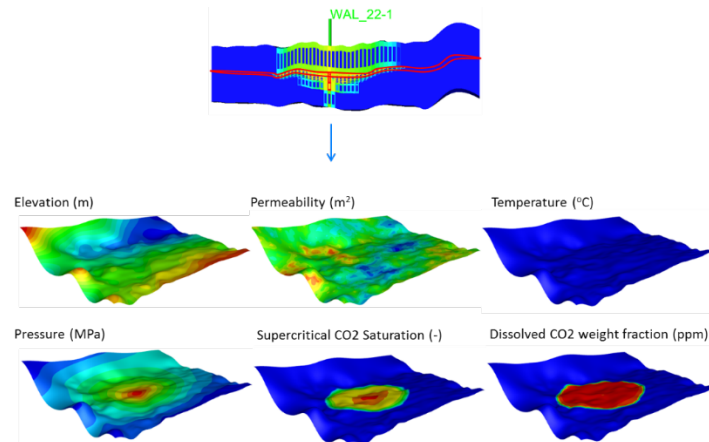 WAL_22-1
Elevation (m)
Permeability (m²)
Temperature (°C)
Pressure (MPa)
Supercritical CO2 Saturation (-)
Dissolved CO2 weight fraction (ppm)